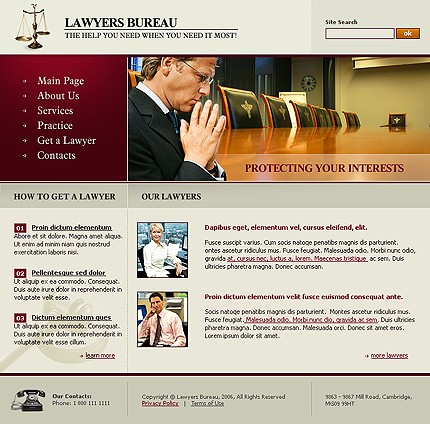 LAWYERS BUREAU
THE HELP YOU NEED WHEN YOU NEED IT MOST!
Site Search
ok
Main Page
About Us
Services
Practice
Get a Lawyer
Contacts
PROTECTING YOUR INTERESTS
HOW TO GET A LAWYER
01 Proin dictum elementum
Abore et sit dolore. Magna amet aliqua.
Ut enim ad minim niam quis nostrud
exercitation laboris nisi.
02 Pellentesque sed dolor
Ut aliquip ex ea commodo. Consequat.
Duis aute irure dolor in reprehenderit in
voluptate velit esse.
03 Dictum elementum ques
Ut aliquip ex ea commodo. Consequat.
Duis aute irure dolor in reprehenderit in
voluptate velit esse cillum.
learn more
OUR LAWYERS
Dapibus eget, elementum vel, cursus eleifend, elit.
Fusce suscipit varius. Cum socis natoque penatibus magnis dis parturient.
ontes ascetur ridiculus mus. Fusce feugiat. Malesuada odio. Morbi nunc odio,
gravida at, cursus nec, luctus a, lorem. Maecenas tristique. ac sem. Duis
ultricies pharetra magna. Donec accumsan.
Proin dictum elementum velit fusce euismod consequat ante.
Socis natoque penatibus magnis dis parturient. Montes ascetur ridiculus
mus. Fusce feugiat. Malesuada odio. Morbi nunc dio, gravida ac sem. Duis ultricies
pharetra magna. Donec accumsan. Malesuada orci. Donec sit amet eros.
Lorem ipsum dolor sit amet.
more lawyers
Our Contacts:
Phone: 1 800 111 1111
Copyright © Lawyers Bureau, 2006, All Rights Reserved
Privacy Policy | Terms of Use
9863 - 9867 Mill Road, Cambridge,
MG09 99HT